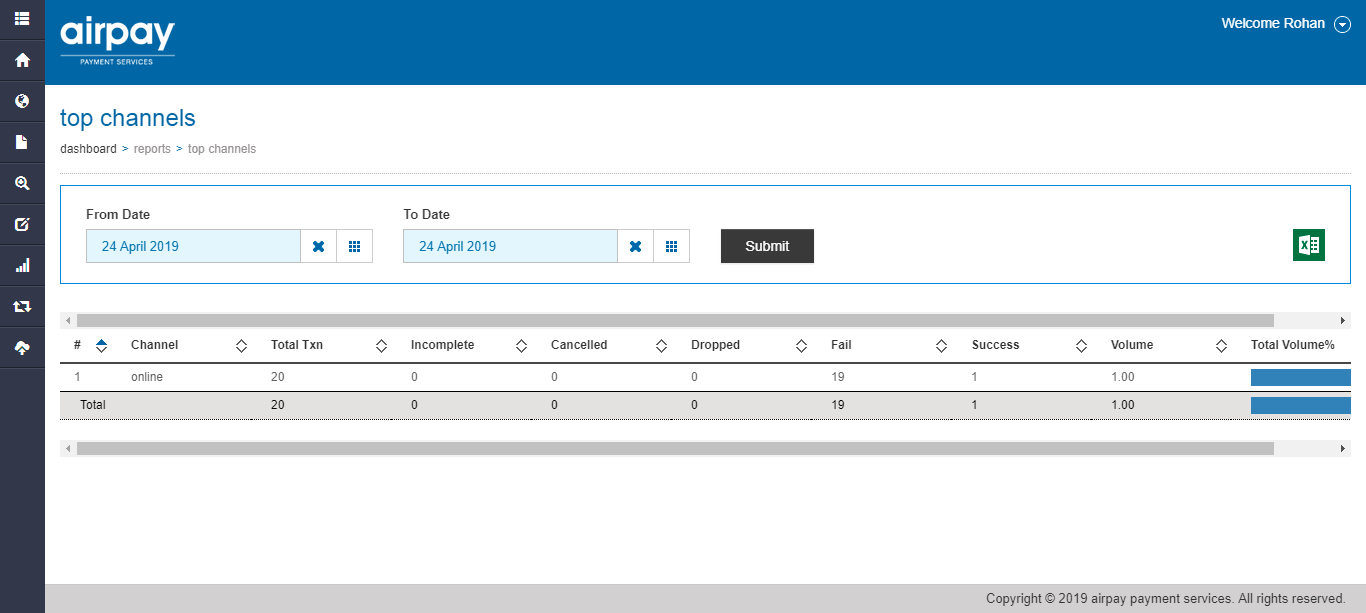 airpay
PAYMENT SERVICES
Welcome Rohan
top channels
dashboard > reports > top channels
From Date To Date
24 April 2019 24 April 2019 Submit
# Channel Total Txn Incomplete Cancelled Dropped Fail Success Volume Total Volume%
1 online 20 0 0 0 19 1 1.00
Total 20 0 0 0 19 1 1.00
Copyright © 2019 airpay payment services. All rights reserved.